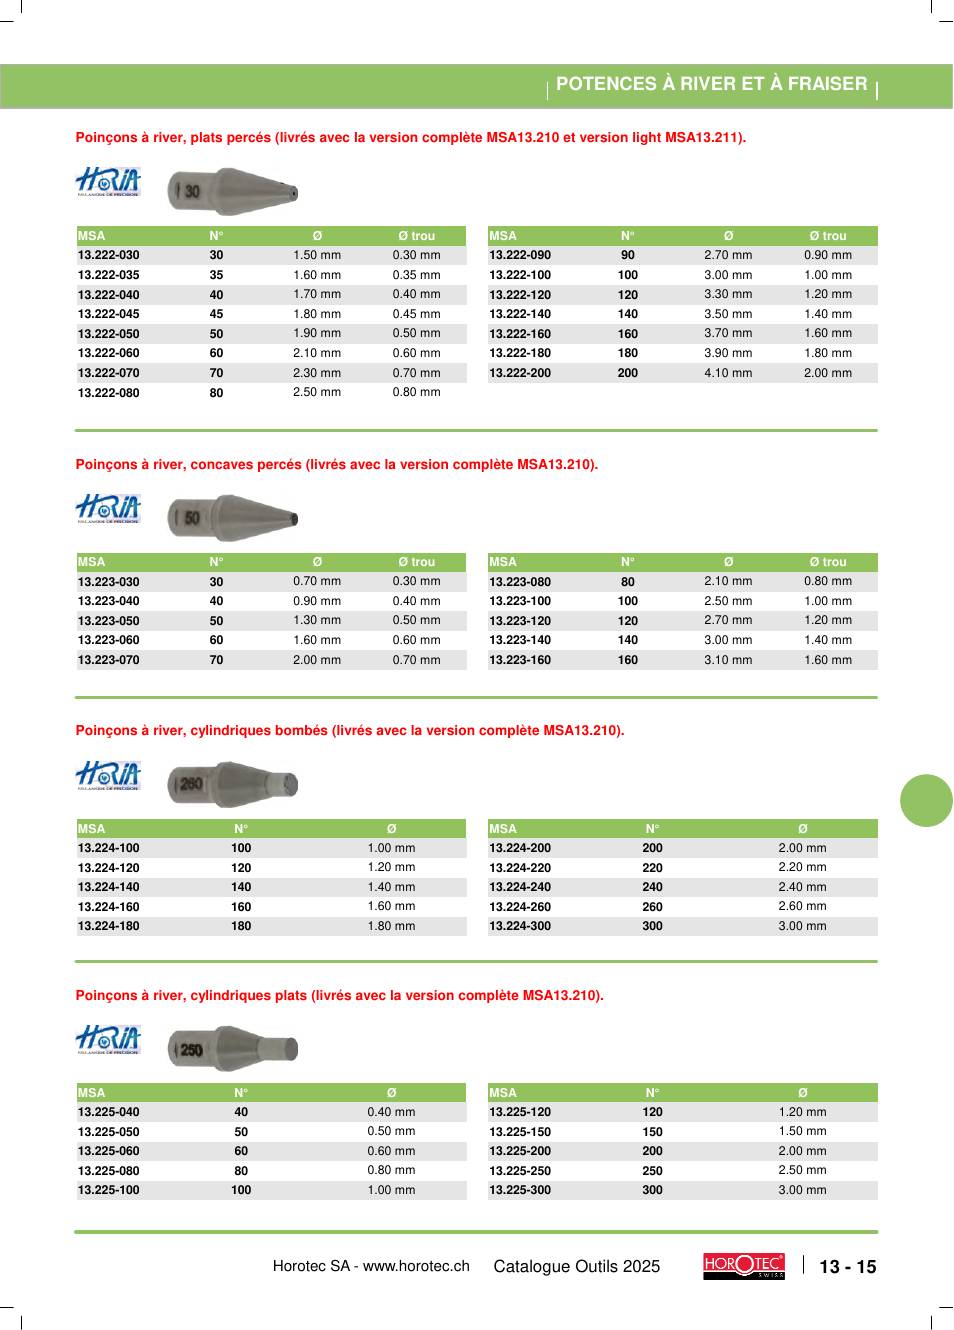 POTENCES À RIVER ET À FRAISER
Poinçons à river, plats percés (livrés avec la version complète MSA13.210 et version light MSA13.211).
HORIA
30
MSA N° Ø Ø trou
13.222-030 30 1.50 mm 0.30 mm
13.222-035 35 1.60 mm 0.35 mm
13.222-040 40 1.70 mm 0.40 mm
13.222-045 45 1.80 mm 0.45 mm
13.222-050 50 1.90 mm 0.50 mm
13.222-060 60 2.10 mm 0.60 mm
13.222-070 70 2.30 mm 0.70 mm
13.222-080 80 2.50 mm 0.80 mm
MSA N° Ø Ø trou
13.222-090 90 2.70 mm 0.90 mm
13.222-100 100 3.00 mm 1.00 mm
13.222-120 120 3.30 mm 1.20 mm
13.222-140 140 3.50 mm 1.40 mm
13.222-160 160 3.70 mm 1.60 mm
13.222-180 180 3.90 mm 1.80 mm
13.222-200 200 4.10 mm 2.00 mm
Poinçons à river, concaves percés (livrés avec la version complète MSA13.210).
HORIA
50
MSA N° Ø Ø trou
13.223-030 30 0.70 mm 0.30 mm
13.223-040 40 0.90 mm 0.40 mm
13.223-050 50 1.30 mm 0.50 mm
13.223-060 60 1.60 mm 0.60 mm
13.223-070 70 2.00 mm 0.70 mm
MSA N° Ø Ø trou
13.223-080 80 2.10 mm 0.80 mm
13.223-100 100 2.50 mm 1.00 mm
13.223-120 120 2.70 mm 1.20 mm
13.223-140 140 3.00 mm 1.40 mm
13.223-160 160 3.10 mm 1.60 mm
Poinçons à river, cylindriques bombés (livrés avec la version complète MSA13.210).
HORIA
260
MSA N° Ø
13.224-100 100 1.00 mm
13.224-120 120 1.20 mm
13.224-140 140 1.40 mm
13.224-160 160 1.60 mm
13.224-180 180 1.80 mm
MSA N° Ø
13.224-200 200 2.00 mm
13.224-220 220 2.20 mm
13.224-240 240 2.40 mm
13.224-260 260 2.60 mm
13.224-300 300 3.00 mm
Poinçons à river, cylindriques plats (livrés avec la version complète MSA13.210).
HORIA
250
MSA N° Ø
13.225-040 40 0.40 mm
13.225-050 50 0.50 mm
13.225-060 60 0.60 mm
13.225-080 80 0.80 mm
13.225-100 100 1.00 mm
MSA N° Ø
13.225-120 120 1.20 mm
13.225-150 150 1.50 mm
13.225-200 200 2.00 mm
13.225-250 250 2.50 mm
13.225-300 300 3.00 mm
Horotec SA - www.horotec.ch Catalogue Outils 2025 HOROTEC SWISS 13 - 15